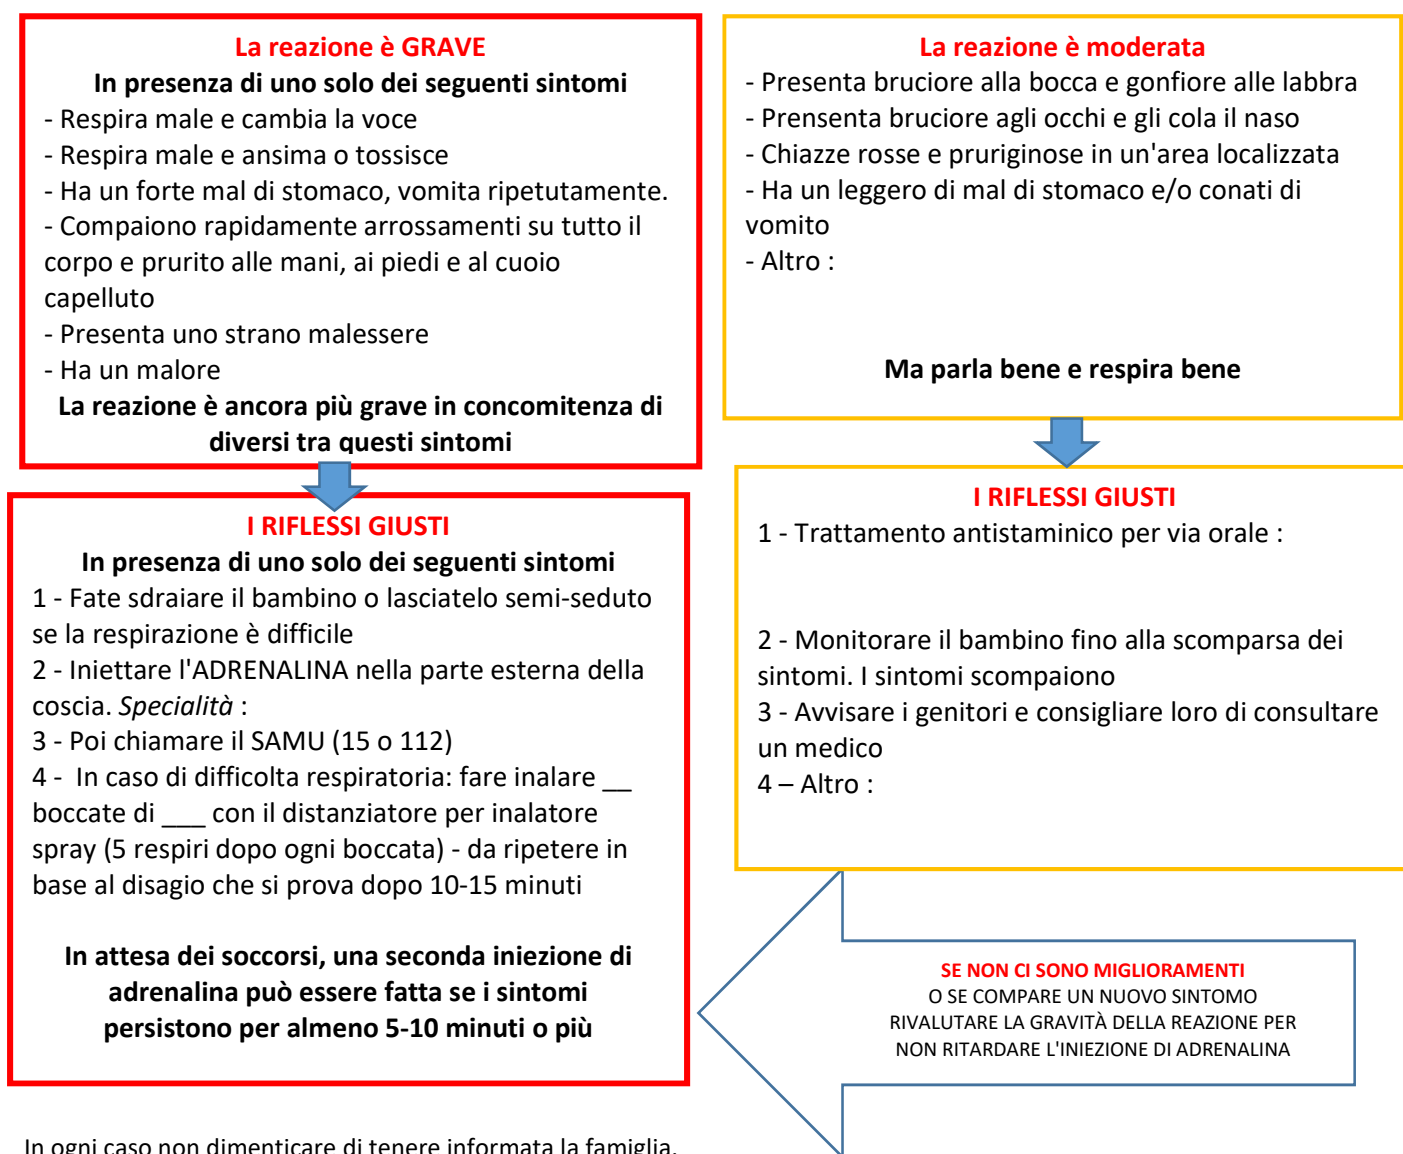 La reazione è GRAVE
In presenza di uno solo dei seguenti sintomi
- Respira male e cambia la voce
- Respira male e ansima o tossisce
- Ha un forte mal di stomaco, vomita ripetutamente.
- Compaiono rapidamente arrossamenti su tutto il
corpo e prurito alle mani, ai piedi e al cuoio
capelluto
- Presenta uno strano malessere
- Ha un malore
La reazione è ancora più grave in concomitenza di
diversi tra questi sintomi
La reazione è moderata
- Presenta bruciore alla bocca e gonfiore alle labbra
- Prensenta bruciore agli occhi e gli cola il naso
- Chiazze rosse e pruriginose in un'area localizzata
- Ha un leggero di mal di stomaco e/o conati di
vomito
- Altro :
Ma parla bene e respira bene
I RIFLESSI GIUSTI
In presenza di uno solo dei seguenti sintomi
1 - Fate sdraiare il bambino o lasciatelo semi-seduto
se la respirazione è difficile
2 - Iniettare l'ADRENALINA nella parte esterna della
coscia. Specialità :
3 - Poi chiamare il SAMU (15 o 112)
4 -  In caso di difficolta respiratoria: fare inalare __
boccate di ___ con il distanziatore per inalatore
spray (5 respiri dopo ogni boccata) - da ripetere in
base al disagio che si prova dopo 10-15 minuti
In attesa dei soccorsi, una seconda iniezione di
adrenalina può essere fatta se i sintomi
persistono per almeno 5-10 minuti o più
I RIFLESSI GIUSTI
1 - Trattamento antistaminico per via orale :
2 - Monitorare il bambino fino alla scomparsa dei
sintomi. I sintomi scompaiono
3 - Avvisare i genitori e consigliare loro di consultare
un medico
4 – Altro :
SE NON CI SONO MIGLIORAMENTI
O SE COMPARE UN NUOVO SINTOMO
RIVALUTARE LA GRAVITÀ DELLA REAZIONE PER
NON RITARDARE L'INIEZIONE DI ADRENALINA
In ogni caso non dimenticare di tenere informata la famiglia.